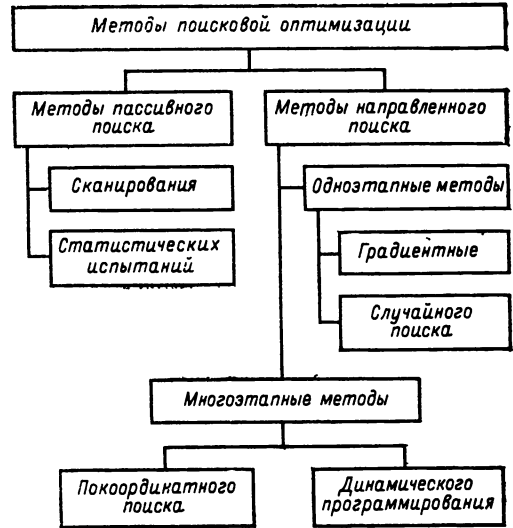 Методы поисковой оптимизации
Методы пассивного
поиска
Методы направленного
поиска
Сканирования
Одноэтапные методы
Статистических
испытаний
Градиентные
Случайного
поиска
Многоэтапные методы
Покоординатного
поиска
Динамического
программирования